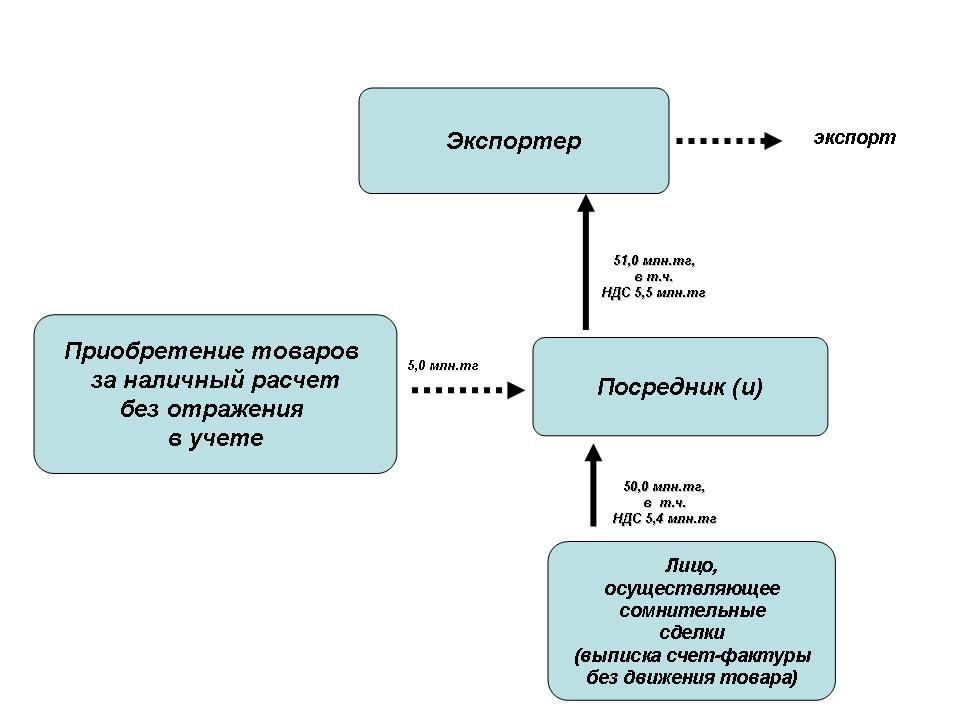 Экспортер
экспорт
51,0 млн.тг,
в т.ч.
НДС 5,5 млн.тг
Приобретение товаров
за наличный расчет
без отражения
в учете
5,0 млн.тг
Посредник (и)
50,0 млн.тг,
в т.ч.
НДС 5,4 млн.тг
Лицо,
осуществляющее
сомнительные
сделки
(выписка счет-фактуры
без движения товара)